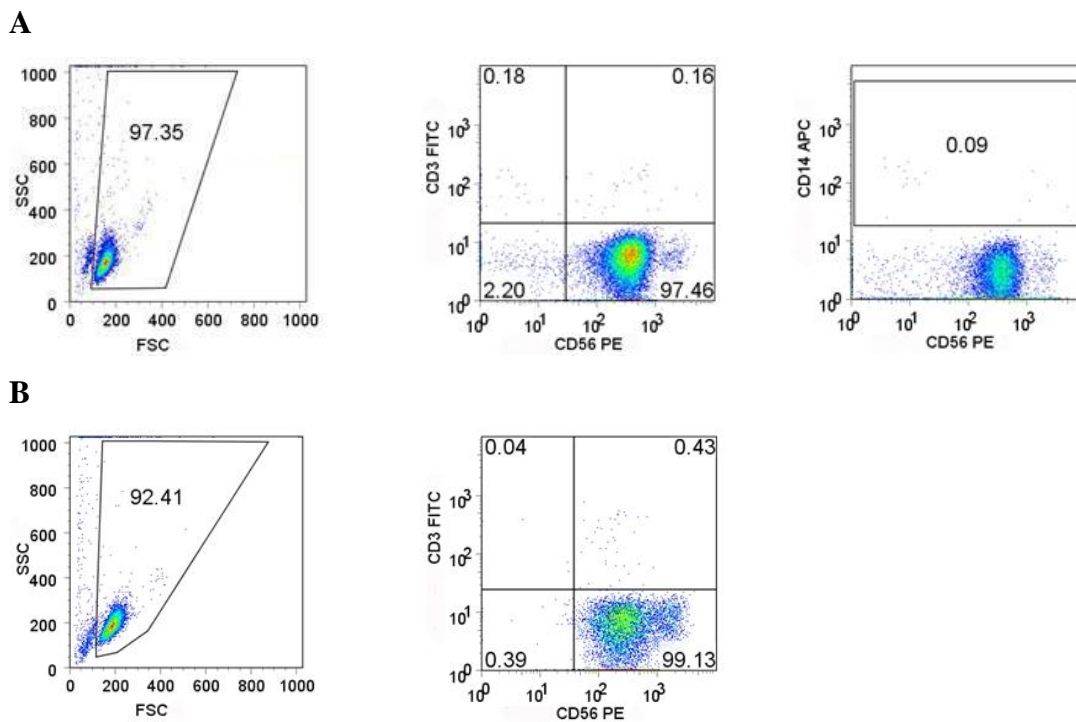 A
1000
800
600
400
200
0
SSC
97.35
0 200 400 600 800 1000
FSC
0.18 0.16
10³
10²
10¹
10⁰
CD3 FITC
2.20 97.46
10⁰ 10¹ 10² 10³
CD56 PE
0.09
10³
10²
10¹
10⁰
CD14 APC
10⁰ 10¹ 10² 10³
CD56 PE
B
1000
800
600
400
200
0
SSC
92.41
0 200 400 600 800 1000
FSC
0.04 0.43
10³
10²
10¹
10⁰
CD3 FITC
0.39 99.13
10⁰ 10¹ 10² 10³
CD56 PE